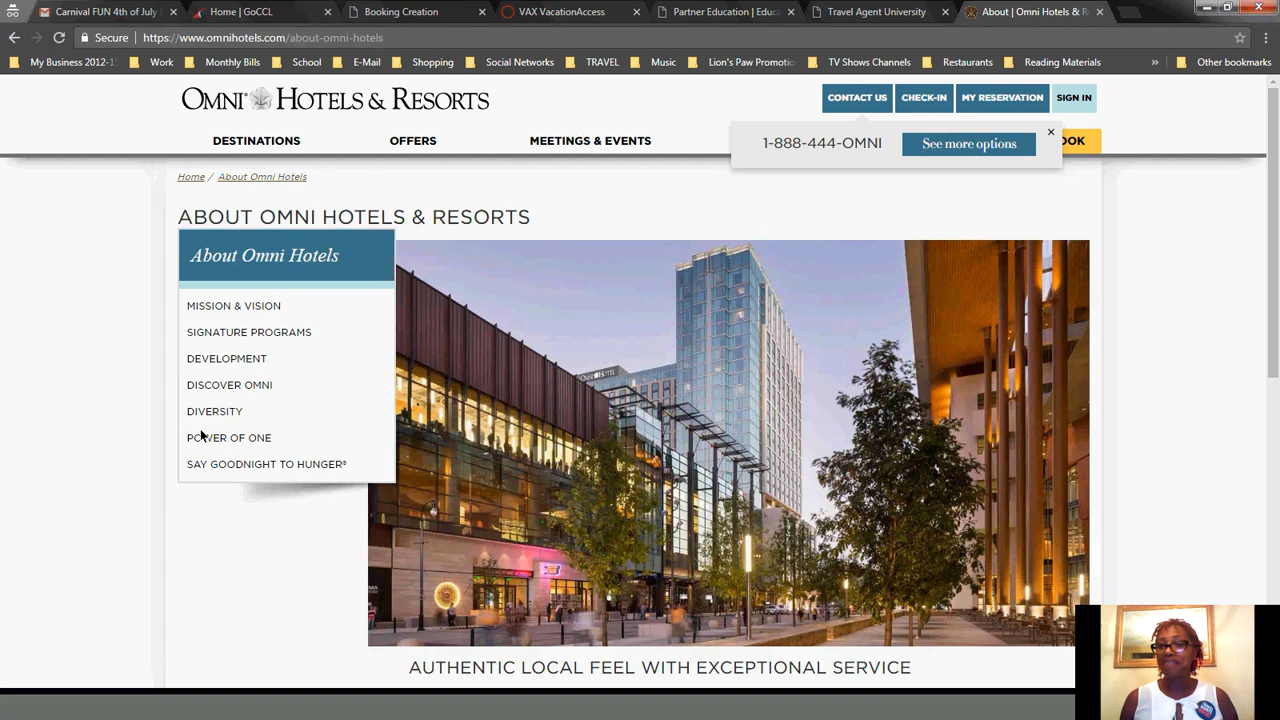 Carnival FUN 4th of July
Home | GoCCL
Booking Creation
VAX VacationAccess
Partner Education | Educ
Travel Agent University
About | Omni Hotels & R
Secure
https://www.omnihotels.com/about-omni-hotels
My Business 2012-1
Work
Monthly Bills
School
E-Mail
Shopping
Social Networks
TRAVEL
Music
Lion's Paw Promotio
TV Shows Channels
Restaurants
Reading Materials
»
Other bookmarks
OMNI HOTELS & RESORTS
CONTACT US
CHECK-IN
MY RESERVATION
SIGN IN
DESTINATIONS
OFFERS
MEETINGS & EVENTS
1-888-444-OMNI
See more options
OOK
Home / About Omni Hotels
ABOUT OMNI HOTELS & RESORTS
About Omni Hotels
MISSION & VISION
SIGNATURE PROGRAMS
DEVELOPMENT
DISCOVER OMNI
DIVERSITY
POWER OF ONE
SAY GOODNIGHT TO HUNGER®
OMNI HOTEL
AUTHENTIC LOCAL FEEL WITH EXCEPTIONAL SERVICE